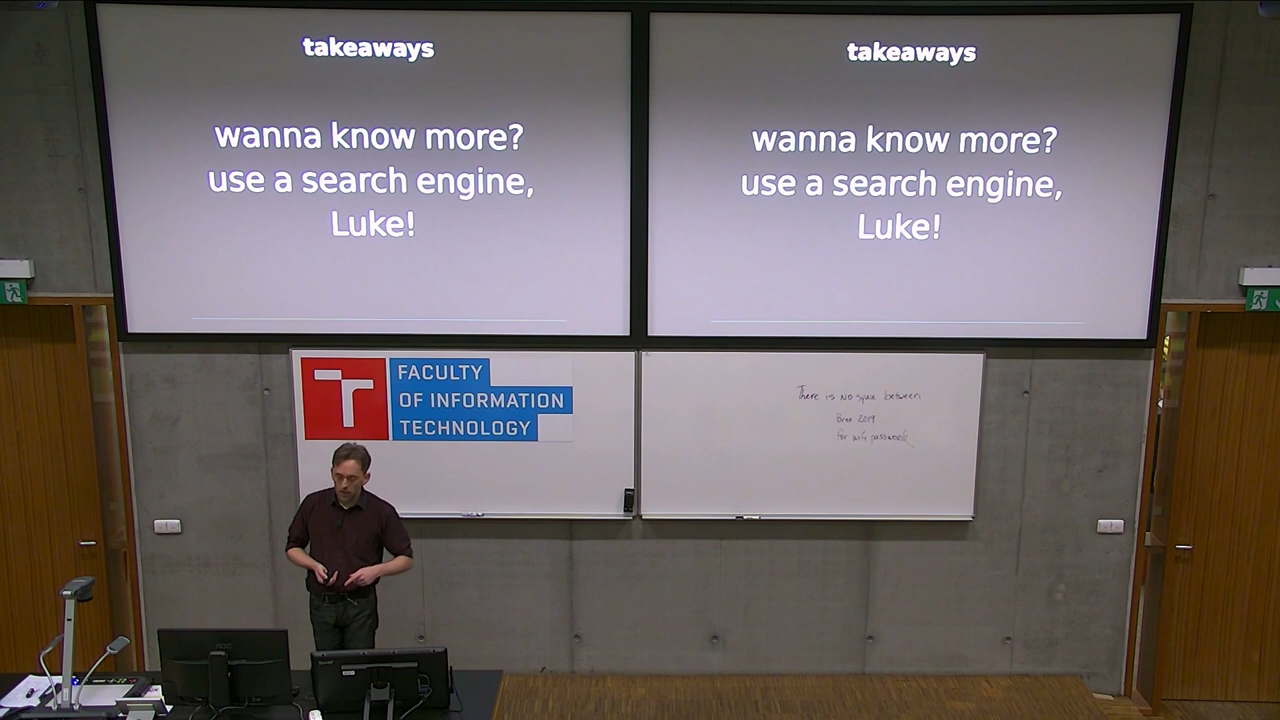 takeaways
wanna know more?
use a search engine,
Luke!
takeaways
wanna know more?
use a search engine,
Luke!
FACULTY
OF INFORMATION
TECHNOLOGY
There is no space between
Brno 2019
for wifi password